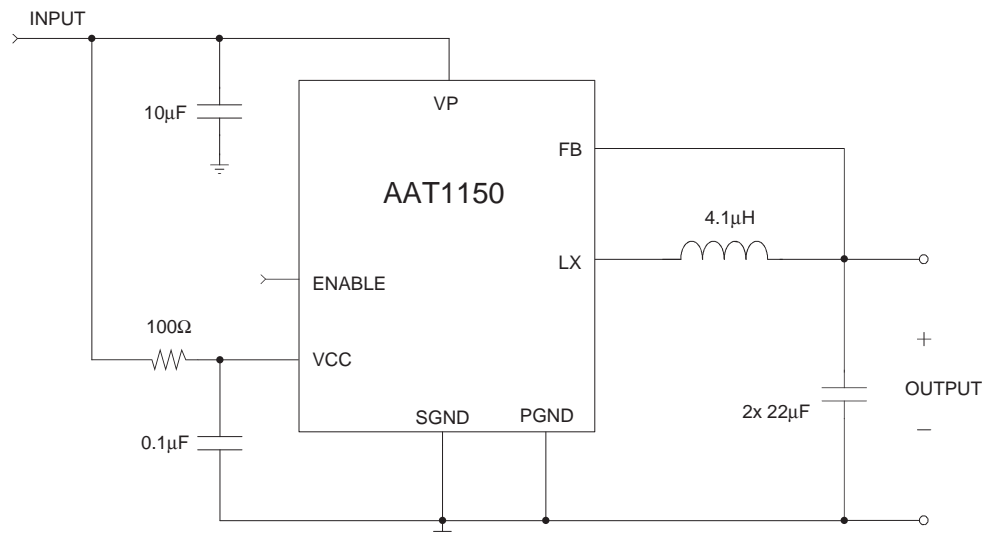 INPUT
VP
10μF
FB
AAT1150
4.1μH
LX
ENABLE
100Ω
VCC
+
OUTPUT
2x 22μF
SGND
PGND
0.1μF
−